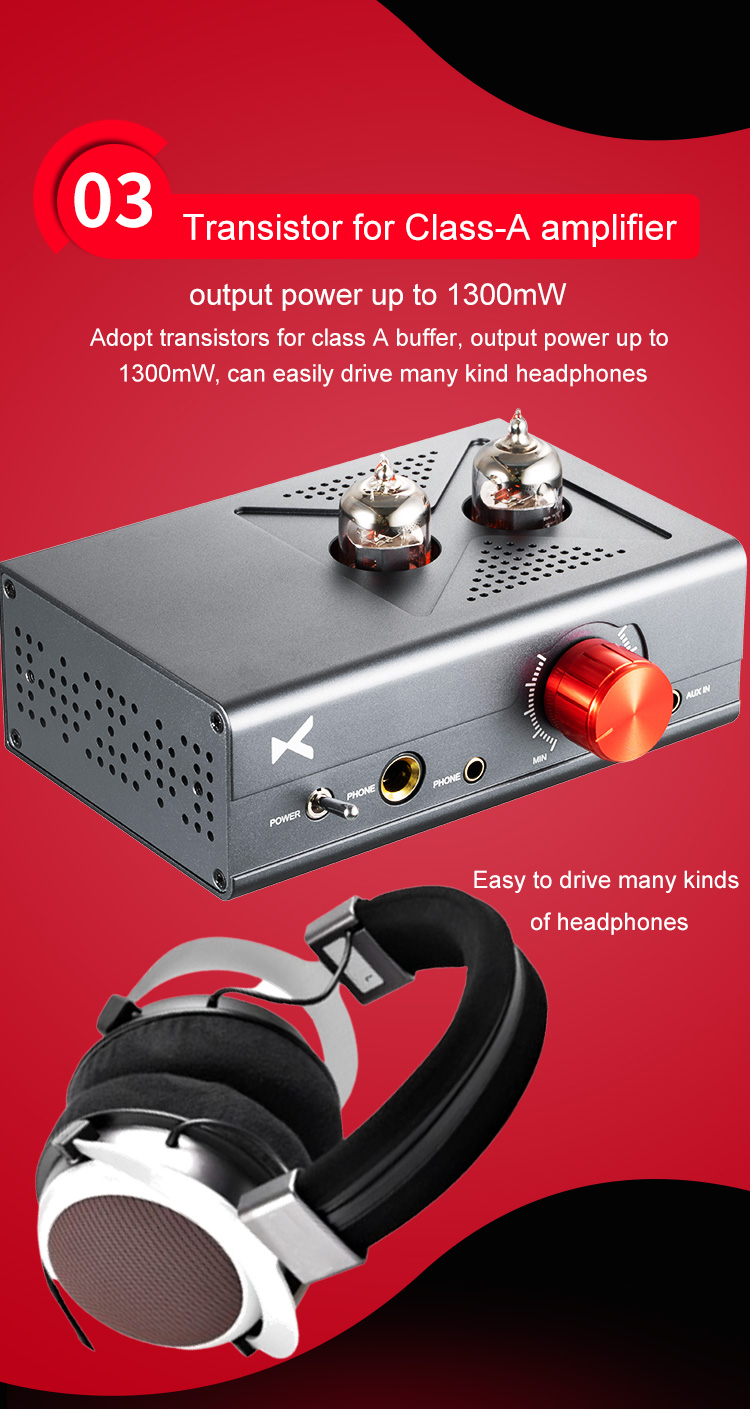 03
Transistor for Class-A amplifier
output power up to 1300mW
Adopt transistors for class A buffer, output power up to
1300mW, can easily drive many kind headphones
AUX IN
MIN
PHONE
PHONE
POWER
Easy to drive many kinds
of headphones